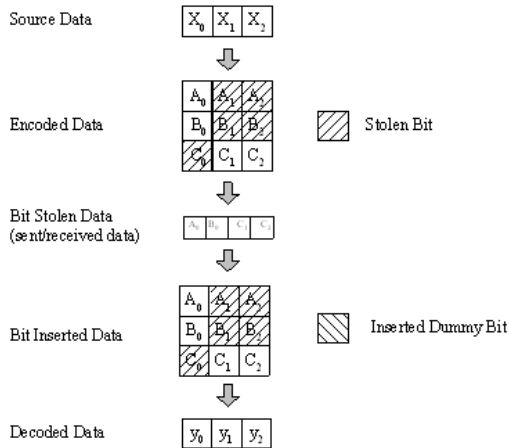 Source Data
X₀ X₁ X₂
A₀ A₁ A₂
Encoded Data
B₀ B₁ B₂
Stolen Bit
C₀ C₁ C₂
Bit Stolen Data
(sent/received data)
A₀ B₀ C₁ C₂
A₀ A₁ A₂
Bit Inserted Data
B₀ B₁ B₂
Inserted Dummy Bit
C₀ C₁ C₂
Decoded Data
y₀ y₁ y₂